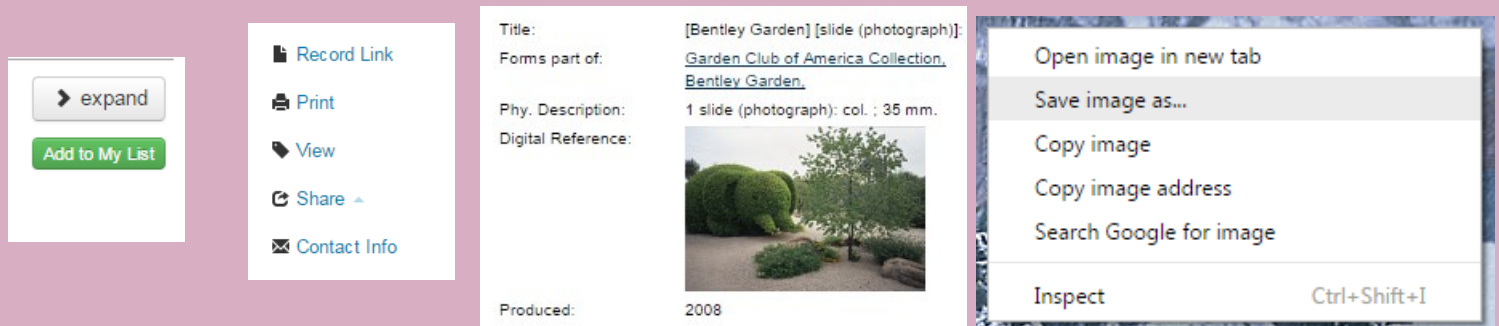 expand
Add to My List
Record Link
Print
View
Share
Contact Info
Title: [Bentley Garden] [slide (photograph)]:
Forms part of: Garden Club of America Collection,
Bentley Garden,
Phy. Description: 1 slide (photograph): col. ; 35 mm.
Digital Reference:
Produced: 2008
Open image in new tab
Save image as...
Copy image
Copy image address
Search Google for image
Inspect Ctrl+Shift+I